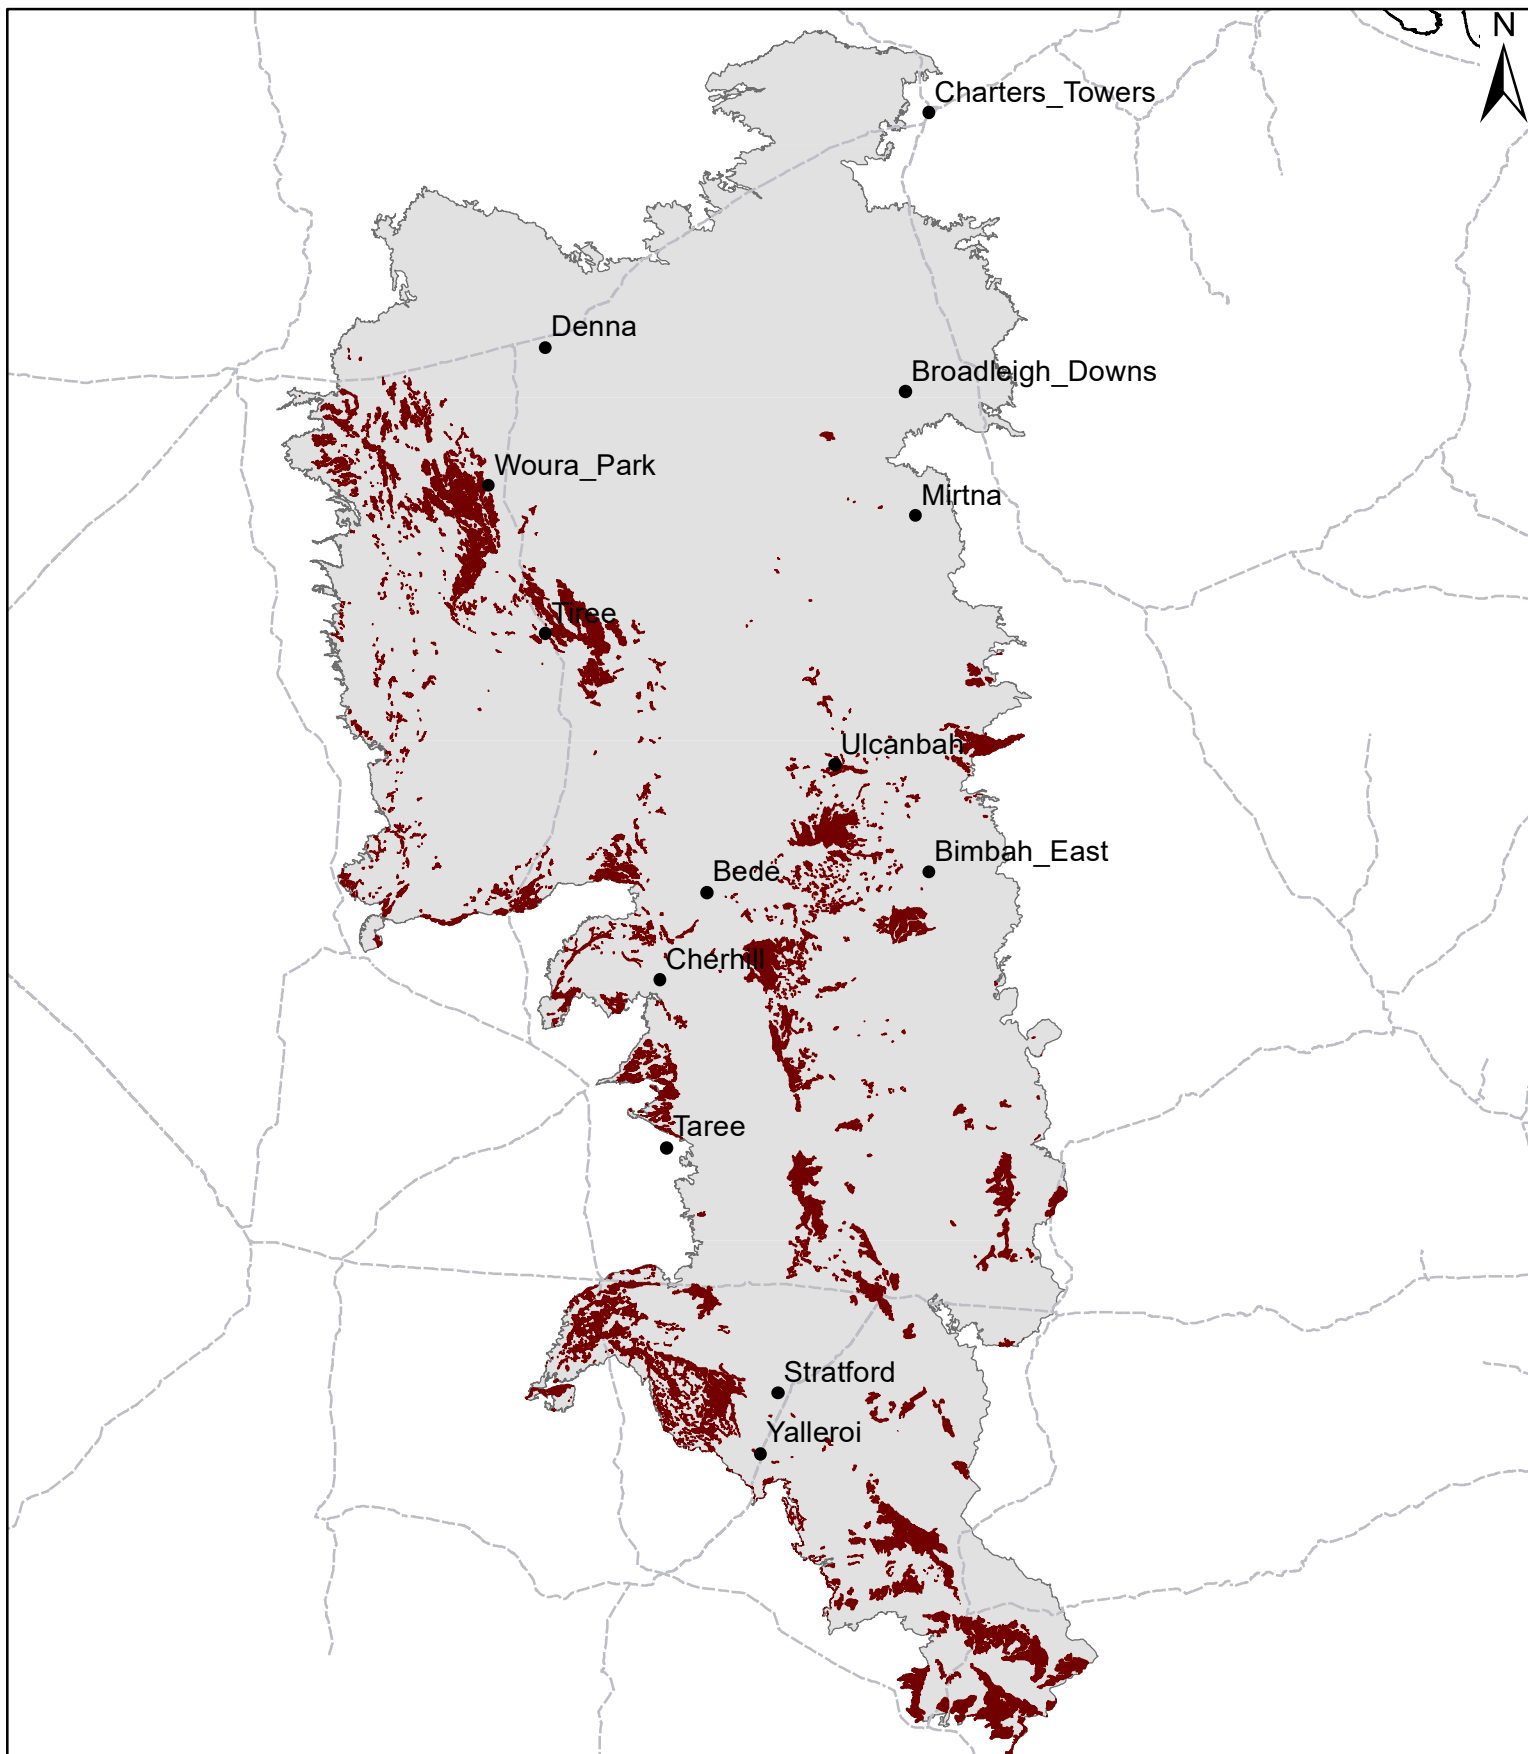 N
Charters_Towers
Denna
Broadleigh_Downs
Woura_Park
Mirtna
Tiree
Ulcanbah
Bimbah_East
Bede
Cherhill
Taree
Stratford
Yalleroi